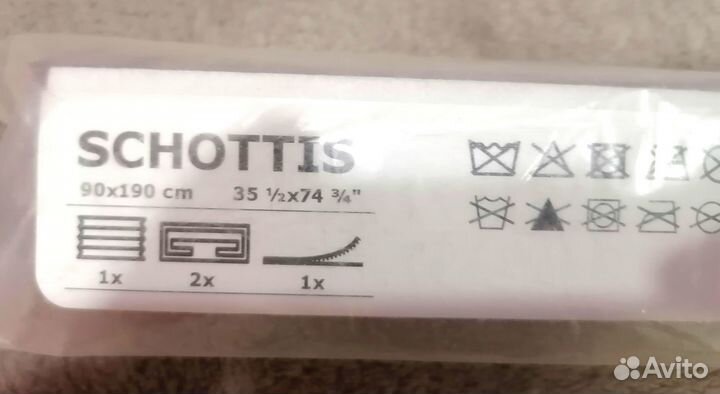 SCHOTTIS
90x190 cm 35 ½x74 ¾"
1x 2x 1x
Avito